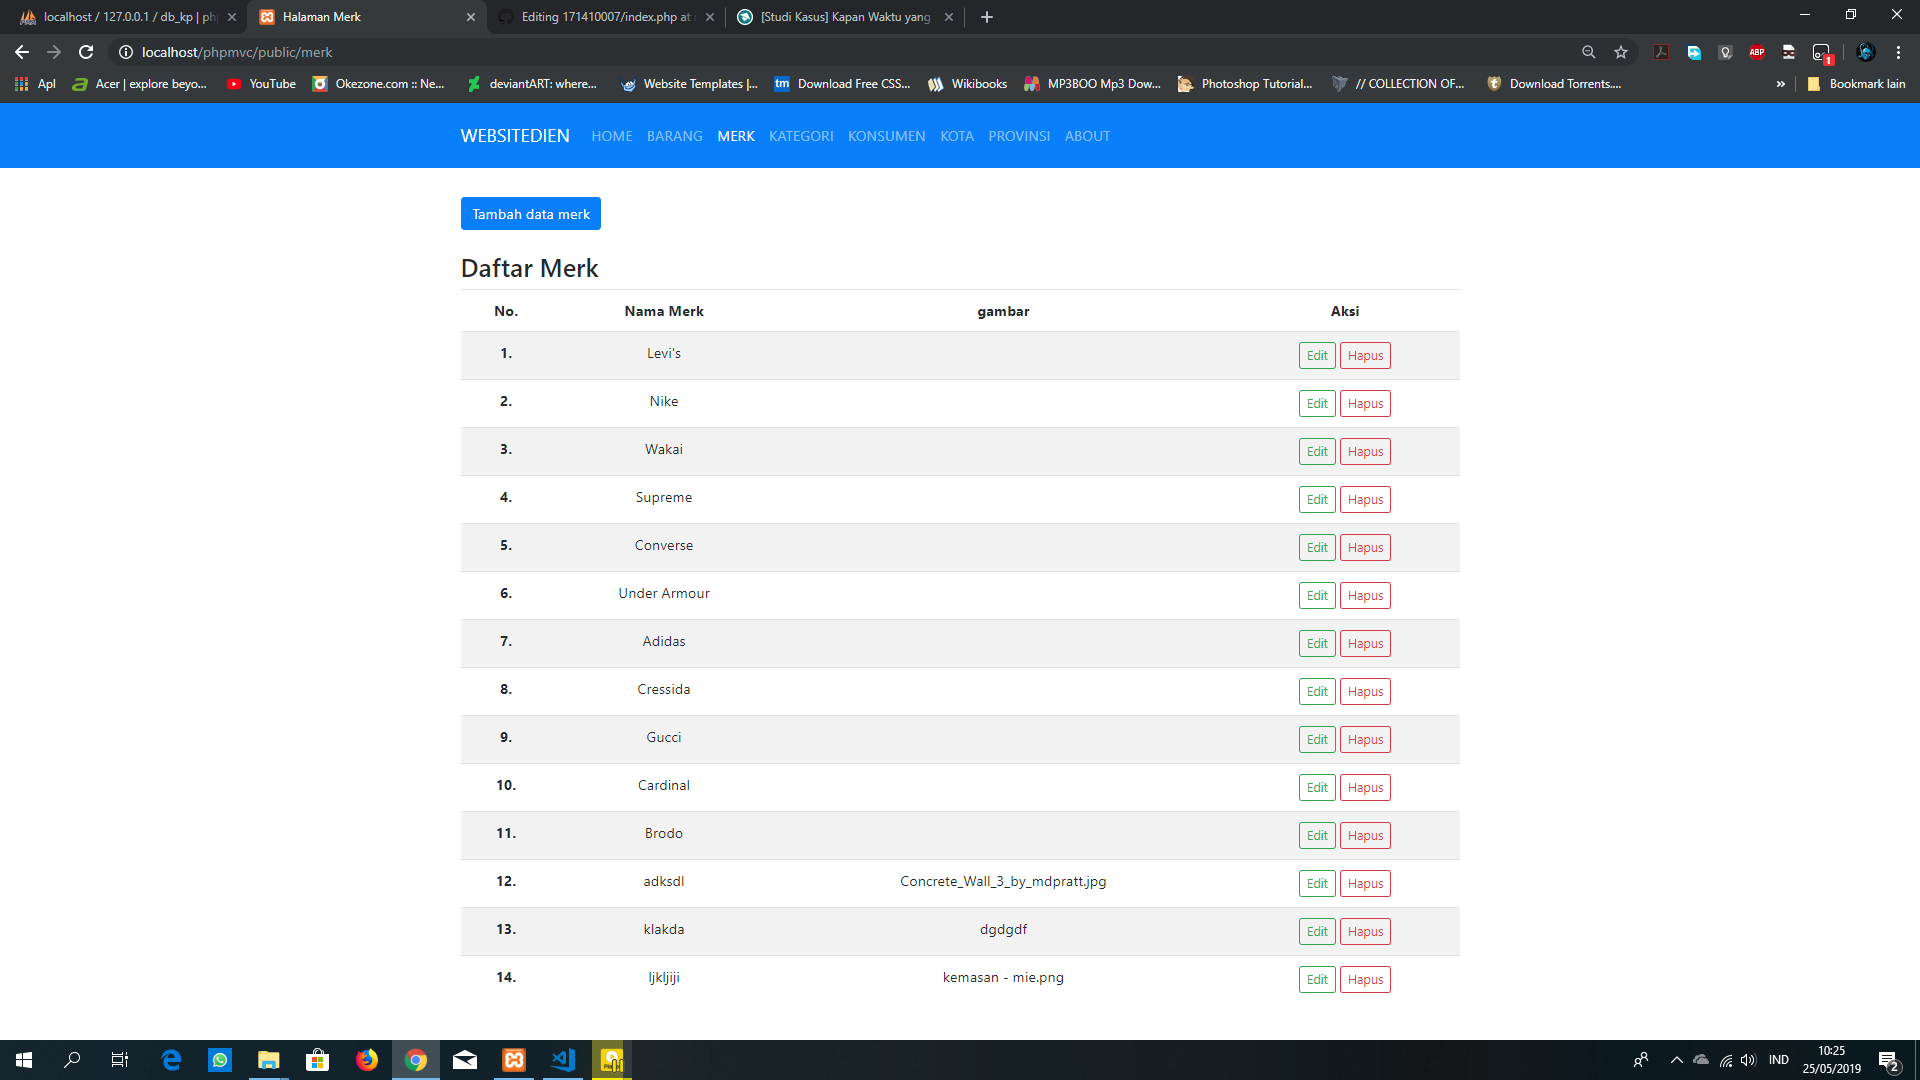 localhost / 127.0.0.1 / db_kp | ph
Halaman Merk
Editing 171410007/index.php at
[Studi Kasus] Kapan Waktu yang
localhost/phpmvc/public/merk
ABP
1
Apl
Acer | explore beyo...
YouTube
Okezone.com :: Ne...
deviantART: where...
Website Templates |...
tm
Download Free CSS...
Wikibooks
MP3BOO Mp3 Dow...
Photoshop Tutorial...
// COLLECTION OF...
Download Torrents....
»
Bookmark lain
WEBSITEDIEN HOME BARANG MERK KATEGORI KONSUMEN KOTA PROVINSI ABOUT
Tambah data merk
Daftar Merk
No. Nama Merk gambar Aksi
1. Levi's Edit Hapus
2. Nike Edit Hapus
3. Wakai Edit Hapus
4. Supreme Edit Hapus
5. Converse Edit Hapus
6. Under Armour Edit Hapus
7. Adidas Edit Hapus
8. Cressida Edit Hapus
9. Gucci Edit Hapus
10. Cardinal Edit Hapus
11. Brodo Edit Hapus
12. adksdl Concrete_Wall_3_by_mdpratt.jpg Edit Hapus
13. klakda dgdgdf Edit Hapus
14. ljkljiji kemasan - mie.png Edit Hapus
IND
10:25
25/05/2019
2